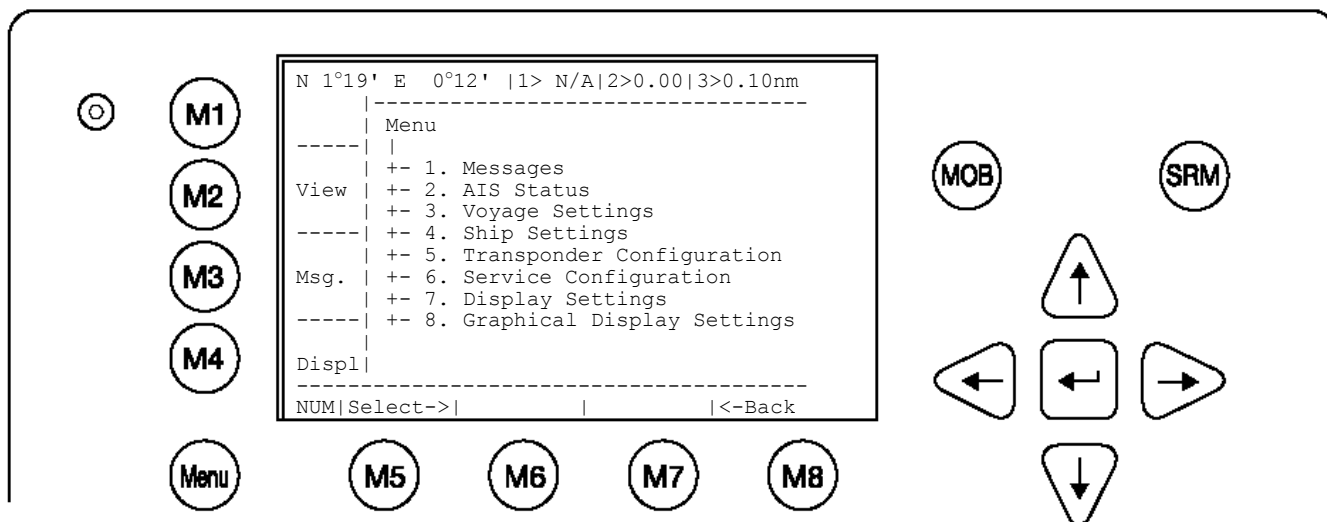 N 1°19' E  0°12' |1> N/A|2>0.00|3>0.10nm
|----------------------------------
M1
| Menu
-----| |
| +- 1. Messages
MOB
SRM
M2
View | +- 2. AIS Status
| +- 3. Voyage Settings
-----| +- 4. Ship Settings
| +- 5. Transponder Configuration
M3
Msg. | +- 6. Service Configuration
| +- 7. Display Settings
-----| +- 8. Graphical Display Settings
|
M4
Displ|
----------------------------------------
NUM|Select->|         |         |<-Back
Menu
M5
M6
M7
M8